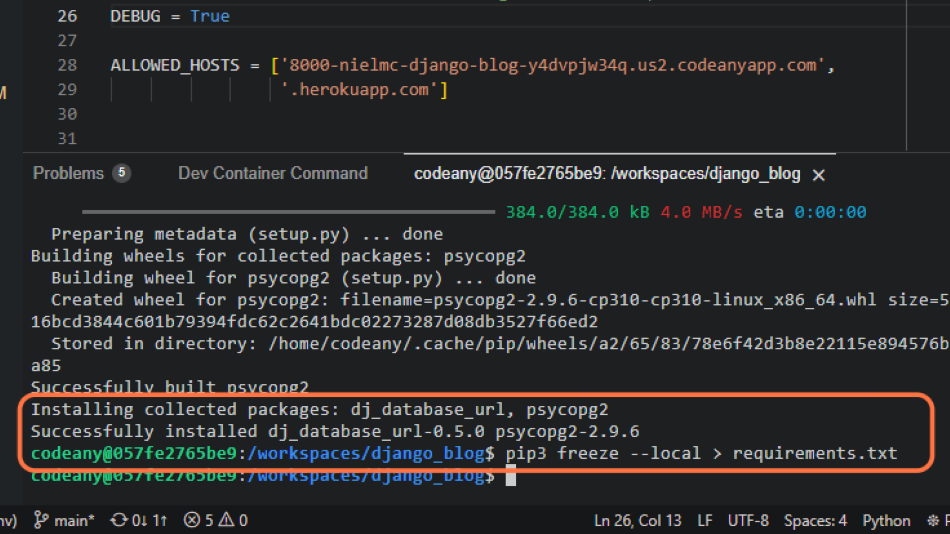 26 DEBUG = True
27
28 ALLOWED_HOSTS = ['8000-nielmc-django-blog-y4dvpjw34q.us2.codeanyapp.com',
29 '.herokuapp.com']
30
31
M
Problems 5 Dev Container Command codeany@057fe2765be9: /workspaces/django_blog ×
384.0/384.0 kB 4.0 MB/s eta 0:00:00
Preparing metadata (setup.py) ... done
Building wheels for collected packages: psycopg2
Building wheel for psycopg2 (setup.py) ... done
Created wheel for psycopg2: filename=psycopg2-2.9.6-cp310-cp310-linux_x86_64.whl size=5
16bcd3844c601b79394fdc62c2641bdc02273287d08db3527f66ed2
Stored in directory: /home/codeany/.cache/pip/wheels/a2/65/83/78e6f42d3b8e22115e894576b
a85
Successfully built psycopg2
Installing collected packages: dj_database_url, psycopg2
Successfully installed dj_database_url-0.5.0 psycopg2-2.9.6
codeany@057fe2765be9:/workspaces/django_blog$ pip3 freeze --local > requirements.txt
codeany@057fe2765be9:/workspaces/django_blog$
nv) main* 0↓ 1↑ 5 0 Ln 26, Col 13 LF UTF-8 Spaces: 4 Python